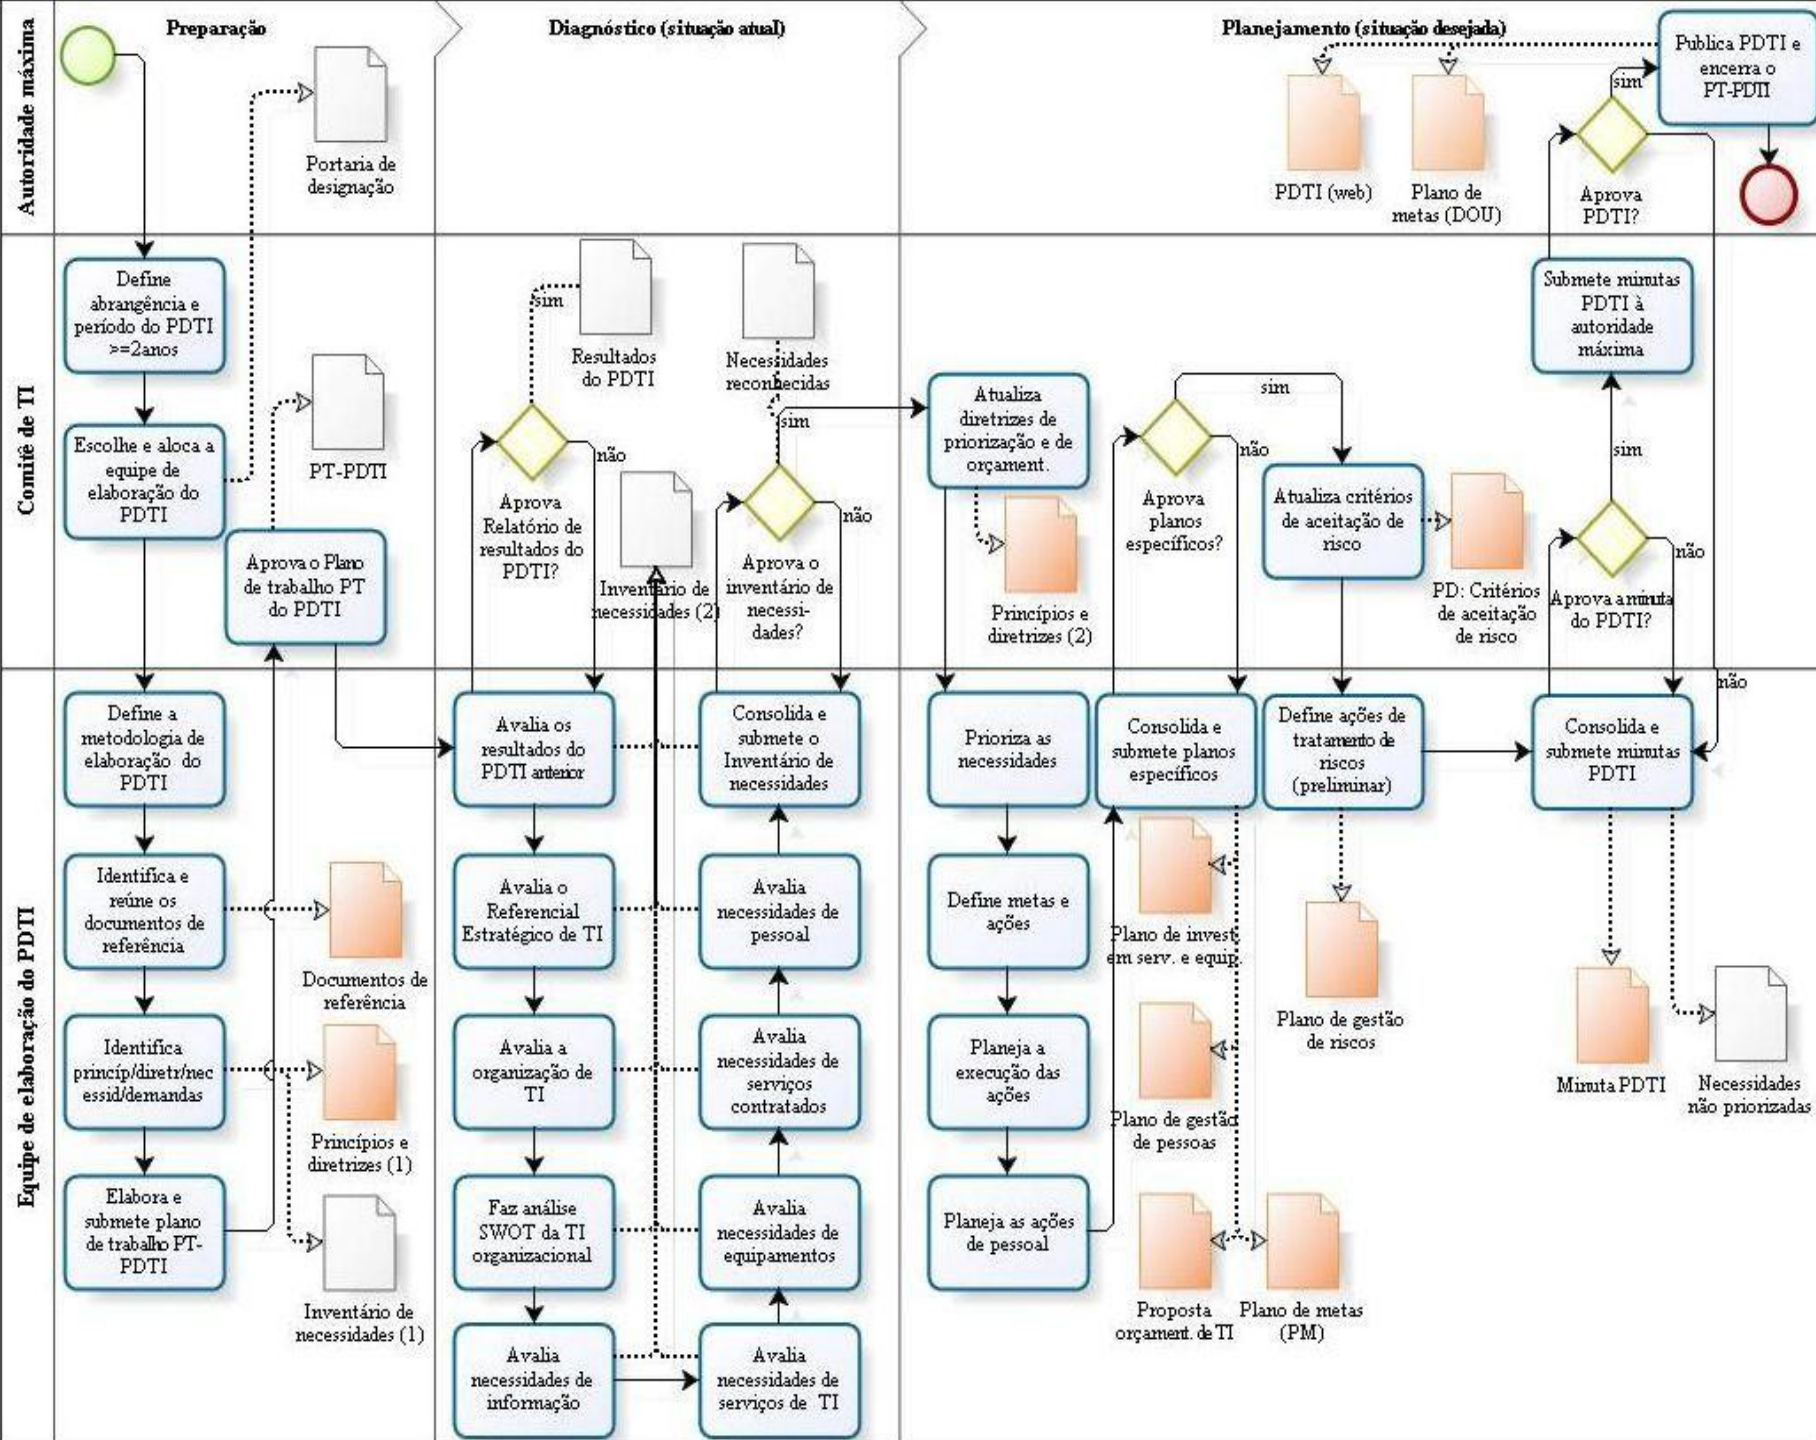 Preparação
Diagnóstico (situação atual)
Planejamento (situação desejada)
Autoridade máxima
Portaria de
designação
PDTI (web)
Plano de
metas (DOU)
sim
Aprova
PDTI?
Publica PDTI e
encerra o
PT-PDTI
Comitê de TI
Define
abrangência e
período do PDTI
>=2anos
Escolhe e aloca a
equipe de
elaboração do
PDTI
PT-PDTI
Aprova o Plano
de trabalho PT
do PDTI
sim
Resultados
do PDTI
não
Aprova
Relatório de
resultados do
PDTI?
Necessidades
reconhecidas
sim
não
Inventário de
necessidades (2)
Aprova o
inventário de
necessi-
dades?
Atualiza
diretrizes de
priorização e de
orçament.
Princípios e
diretrizes (2)
sim
não
Aprova
planos
específicos?
Atualiza critérios
de aceitação de
risco
PD: Critérios
de aceitação
de risco
Submete minutas
PDTI à
autoridade
máxima
sim
não
Aprova a minuta
do PDTI?
não
Equipe de elaboração do PDTI
Define a
metodologia de
elaboração do
PDTI
Identifica e
reúne os
documentos de
referência
Documentos de
referência
Identifica
princíp/diretr/nec
essid/demandas
Princípios e
diretrizes (1)
Elabora e
submete plano
de trabalho PT-
PDTI
Inventário de
necessidades (1)
Avalia os
resultados do
PDTI anterior
Avalia o
Referencial
Estratégico de TI
Avalia a
organização de
TI
Faz análise
SWOT da TI
organizacional
Avalia
necessidades de
informação
Consolida e
submete o
Inventário de
necessidades
Avalia
necessidades de
pessoal
Avalia
necessidades de
serviços
contratados
Avalia
necessidades de
equipamentos
Avalia
necessidades de
serviços de TI
Prioriza as
necessidades
Define metas e
ações
Planeja a
execução das
ações
Planeja as ações
de pessoal
Consolida e
submete planos
específicos
Plano de invest.
em serv. e equip.
Plano de gestão
de pessoas
Proposta
orçament. de TI
Plano de metas
(PM)
Define ações de
tratamento de
riscos
(preliminar)
Plano de gestão
de riscos
Consolida e
submete minutas
PDTI
Minuta PDTI
Necessidades
não priorizadas